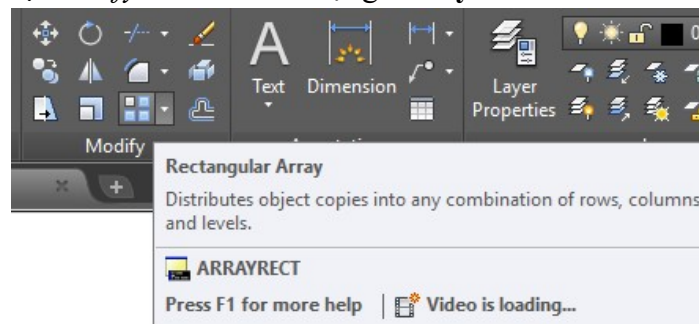 A
Text
Dimension
Layer
Properties
0
Modify
Rectangular Array
Distributes object copies into any combination of rows, columns
and levels.
ARRAYRECT
Press F1 for more help | Video is loading...